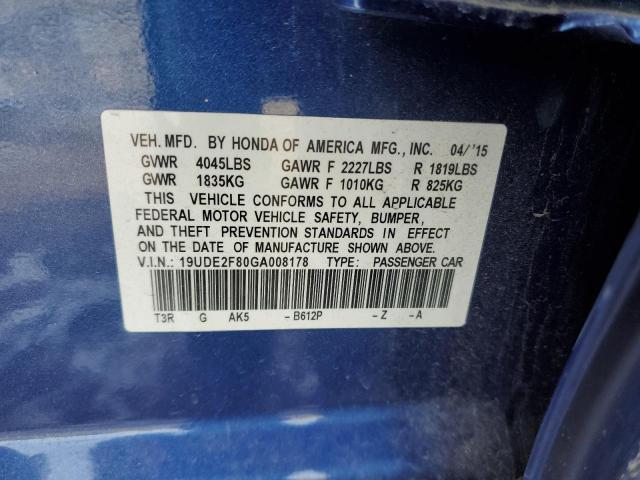 VEH. MFD. BY HONDA OF AMERICA MFG., INC. 04/'15
GVWR 4045LBS GAWR F 2227LBS R 1819LBS
GVWR 1835KG GAWR F 1010KG R 825KG
THIS VEHICLE CONFORMS TO ALL APPLICABLE
FEDERAL MOTOR VEHICLE SAFETY, BUMPER,
AND THEFT PREVENTION STANDARDS IN EFFECT
ON THE DATE OF MANUFACTURE SHOWN ABOVE.
V.I.N.: 19UDE2F80GA008178 TYPE: PASSENGER CAR
T3R G AK5 -B612P -Z -A